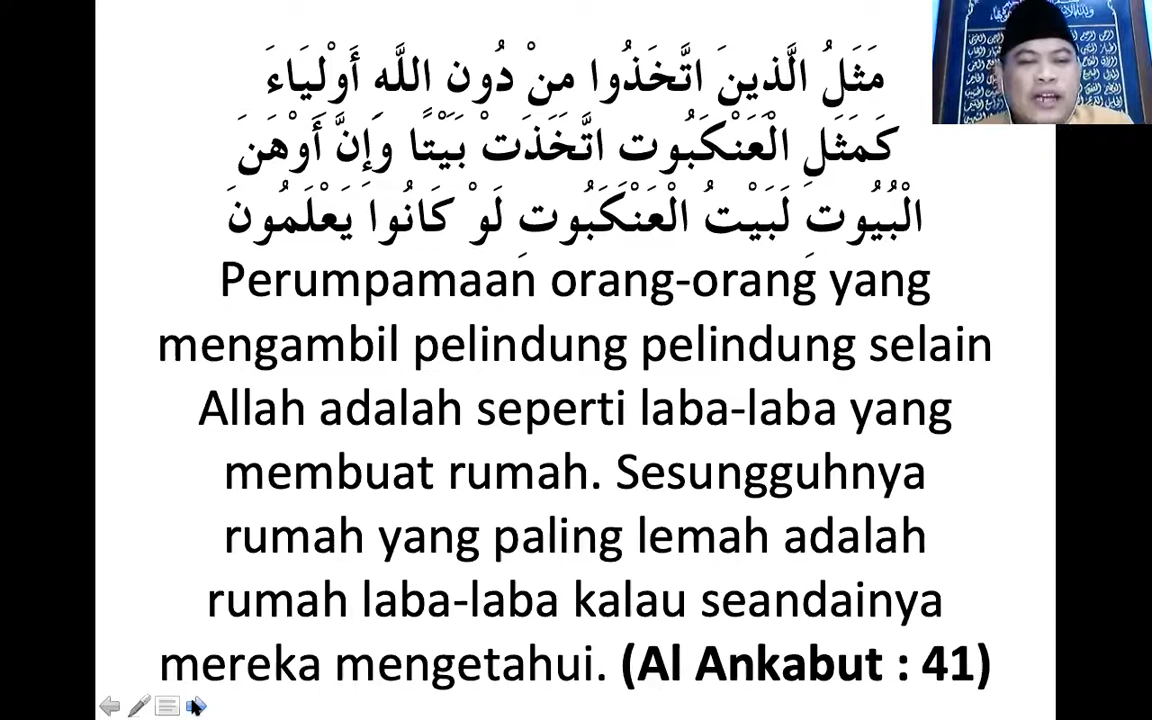 مَثَلُ الَّذِينَ اتَّخَذُوا مِنْ دُونِ اللَّهِ أَوْلِيَاءَ
كَمَثَلِ الْعَنْكَبُوتِ اتَّخَذَتْ بَيْتًا وَإِنَّ أَوْهَنَ
الْبُيُوتِ لَبَيْتُ الْعَنْكَبُوتِ لَوْ كَانُوا يَعْلَمُونَ
Perumpamaan orang-orang yang
mengambil pelindung pelindung selain
Allah adalah seperti laba-laba yang
membuat rumah. Sesungguhnya
rumah yang paling lemah adalah
rumah laba-laba kalau seandainya
mereka mengetahui. (Al Ankabut : 41)